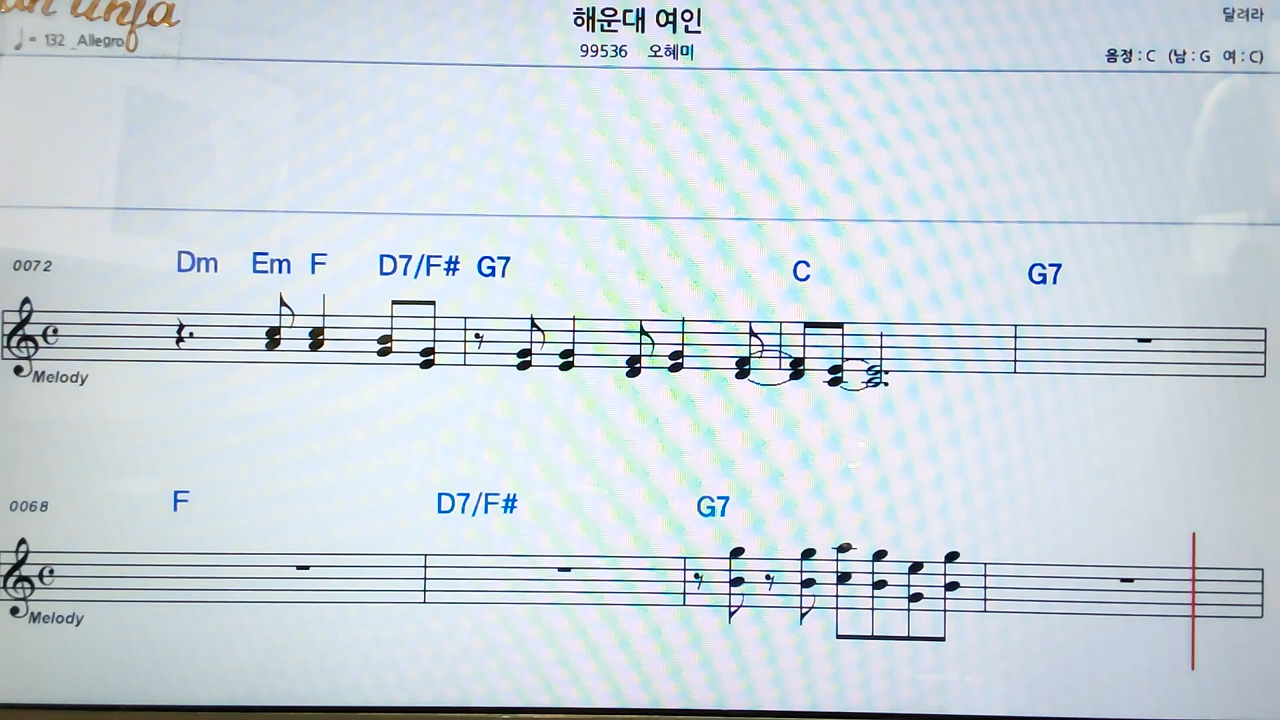 해운대 여인
달려라
♩= 132 Allegro
99536 오혜미
음정 : C (남 : G 여 : C)
0072 Dm Em F D7/F# G7 C G7
Melody
0068 F D7/F# G7
Melody